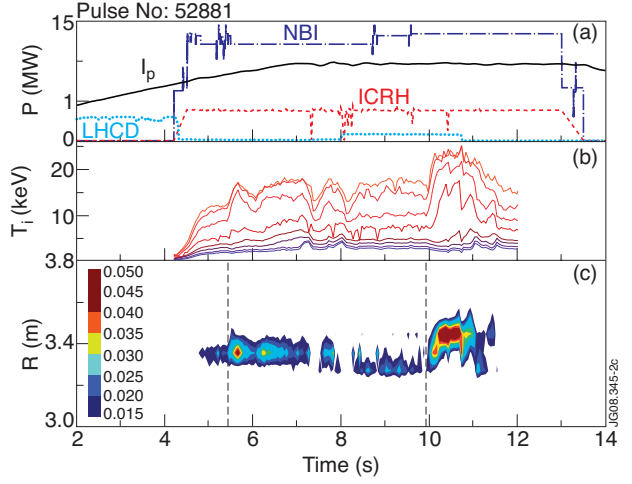 Pulse No: 52881
15
(a)
NBI
Ip
P (MW)
1
ICRH
LHCD
0
(b)
20
Ti (keV)
10
3.8
(c)
0.050
0.045
0.040
0.035
0.030
0.025
0.020
0.015
R (m)
3.4
3.0
2 4 6 8 10 12 14
Time (s)
JG08.345-2c